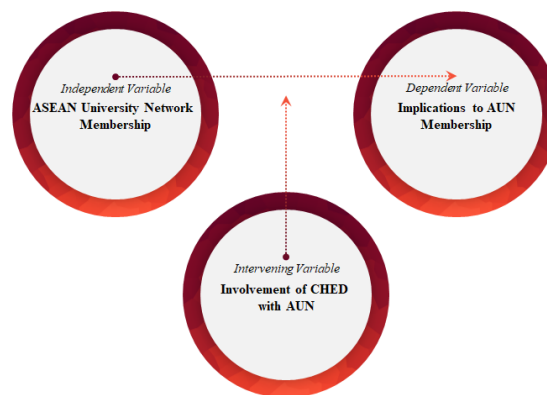 Independent Variable
ASEAN University Network
Membership
Dependent Variable
Implications to AUN
Membership
Intervening Variable
Involvement of CHED
with AUN